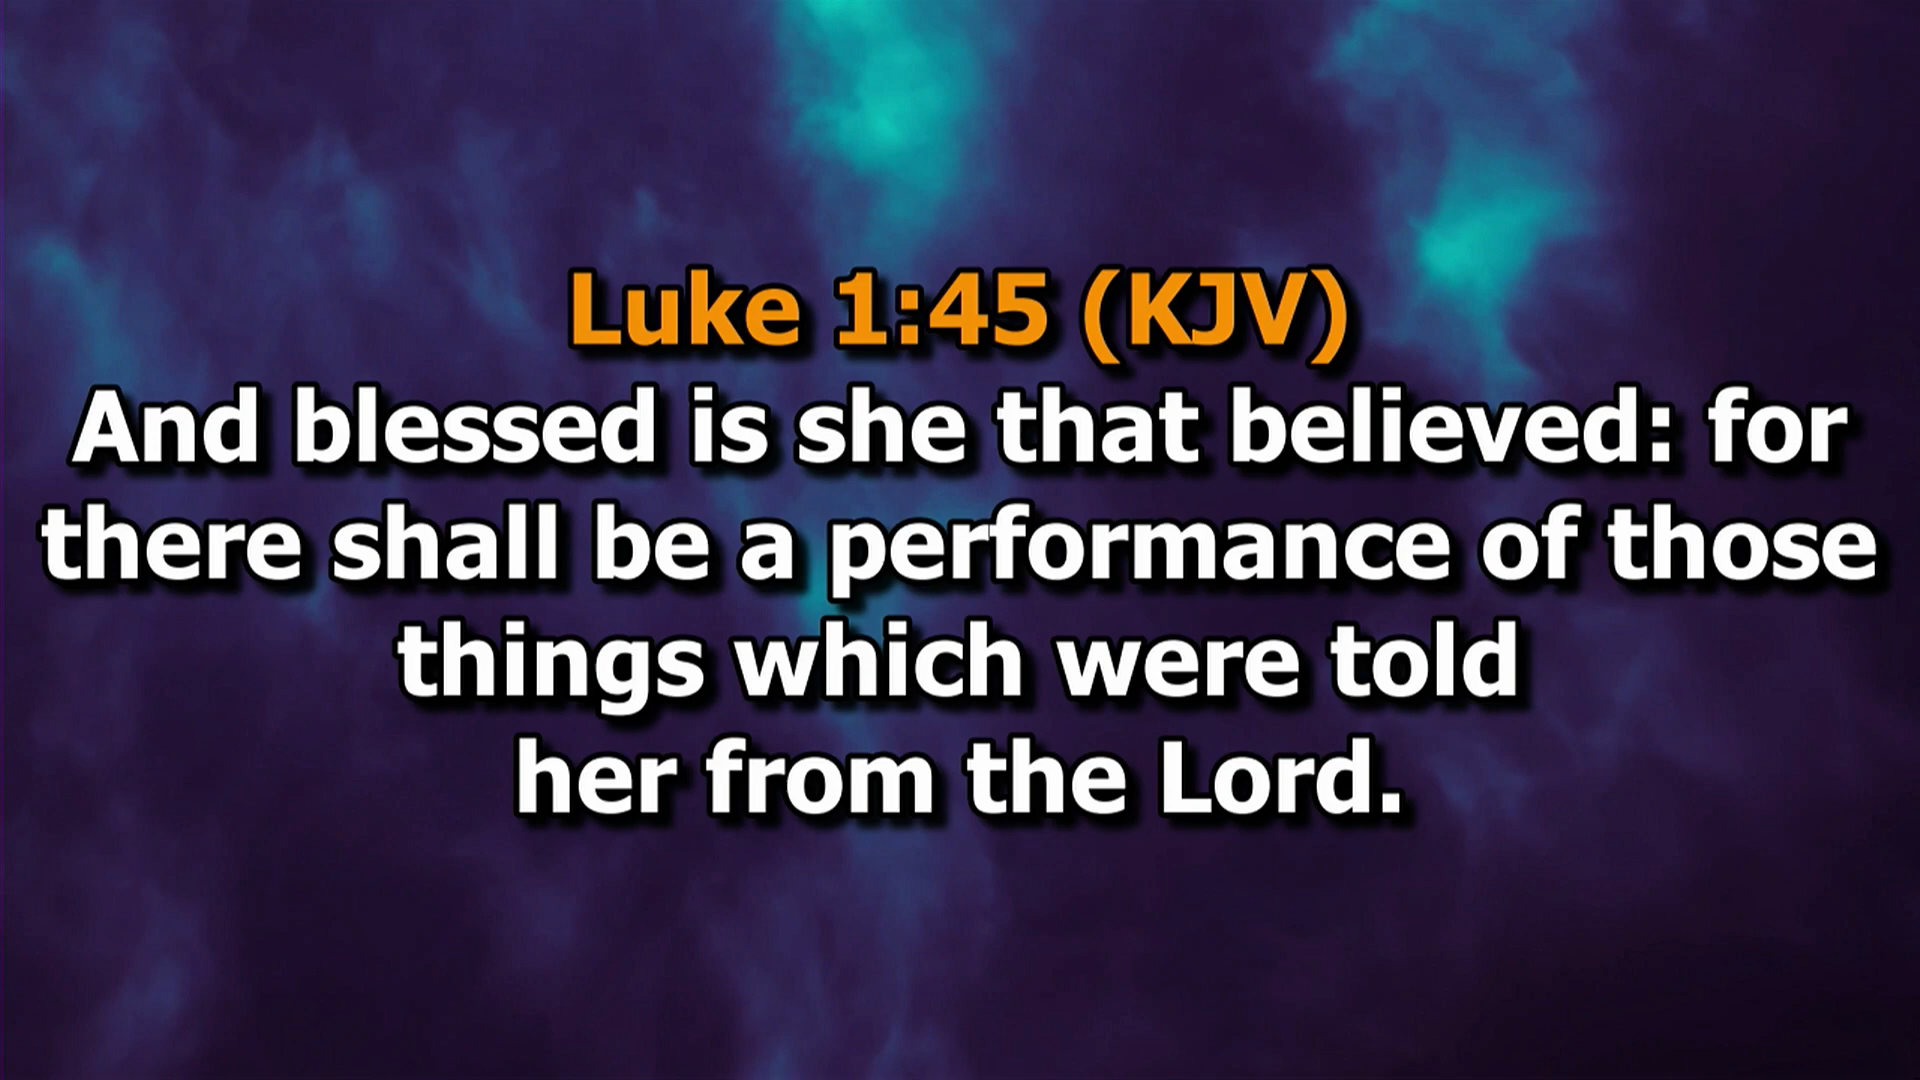 Luke 1:45 (KJV)
And blessed is she that believed: for
there shall be a performance of those
things which were told
her from the Lord.